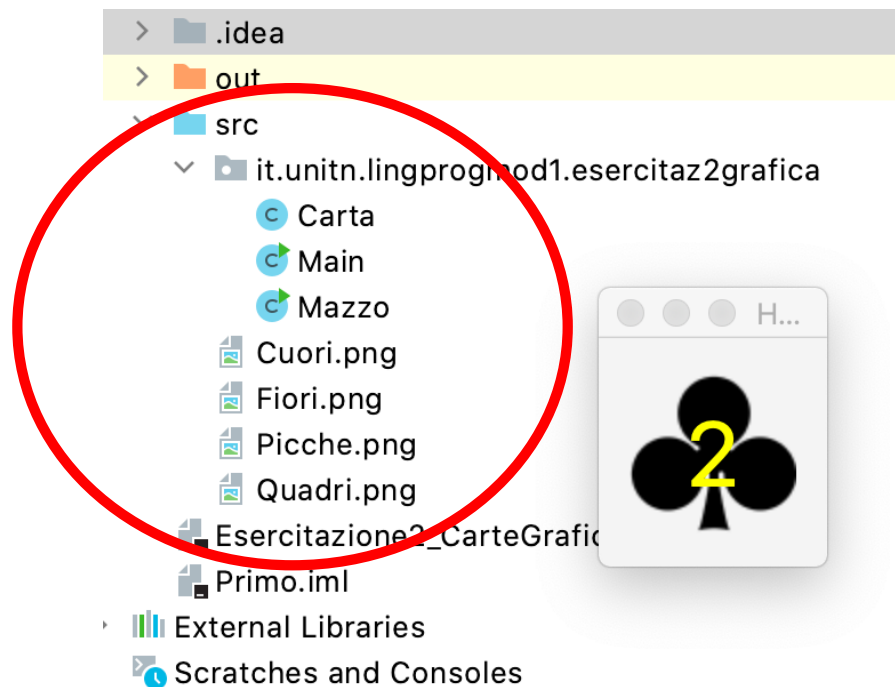 .idea
out
src
it.unitn.lingprogmod1.esercitaz2grafica
C Carta
C Main
C Mazzo
Cuori.png
Fiori.png
Picche.png
Quadri.png
Esercitazione2_CarteGrafic
Primo.iml
External Libraries
Scratches and Consoles
H...
2